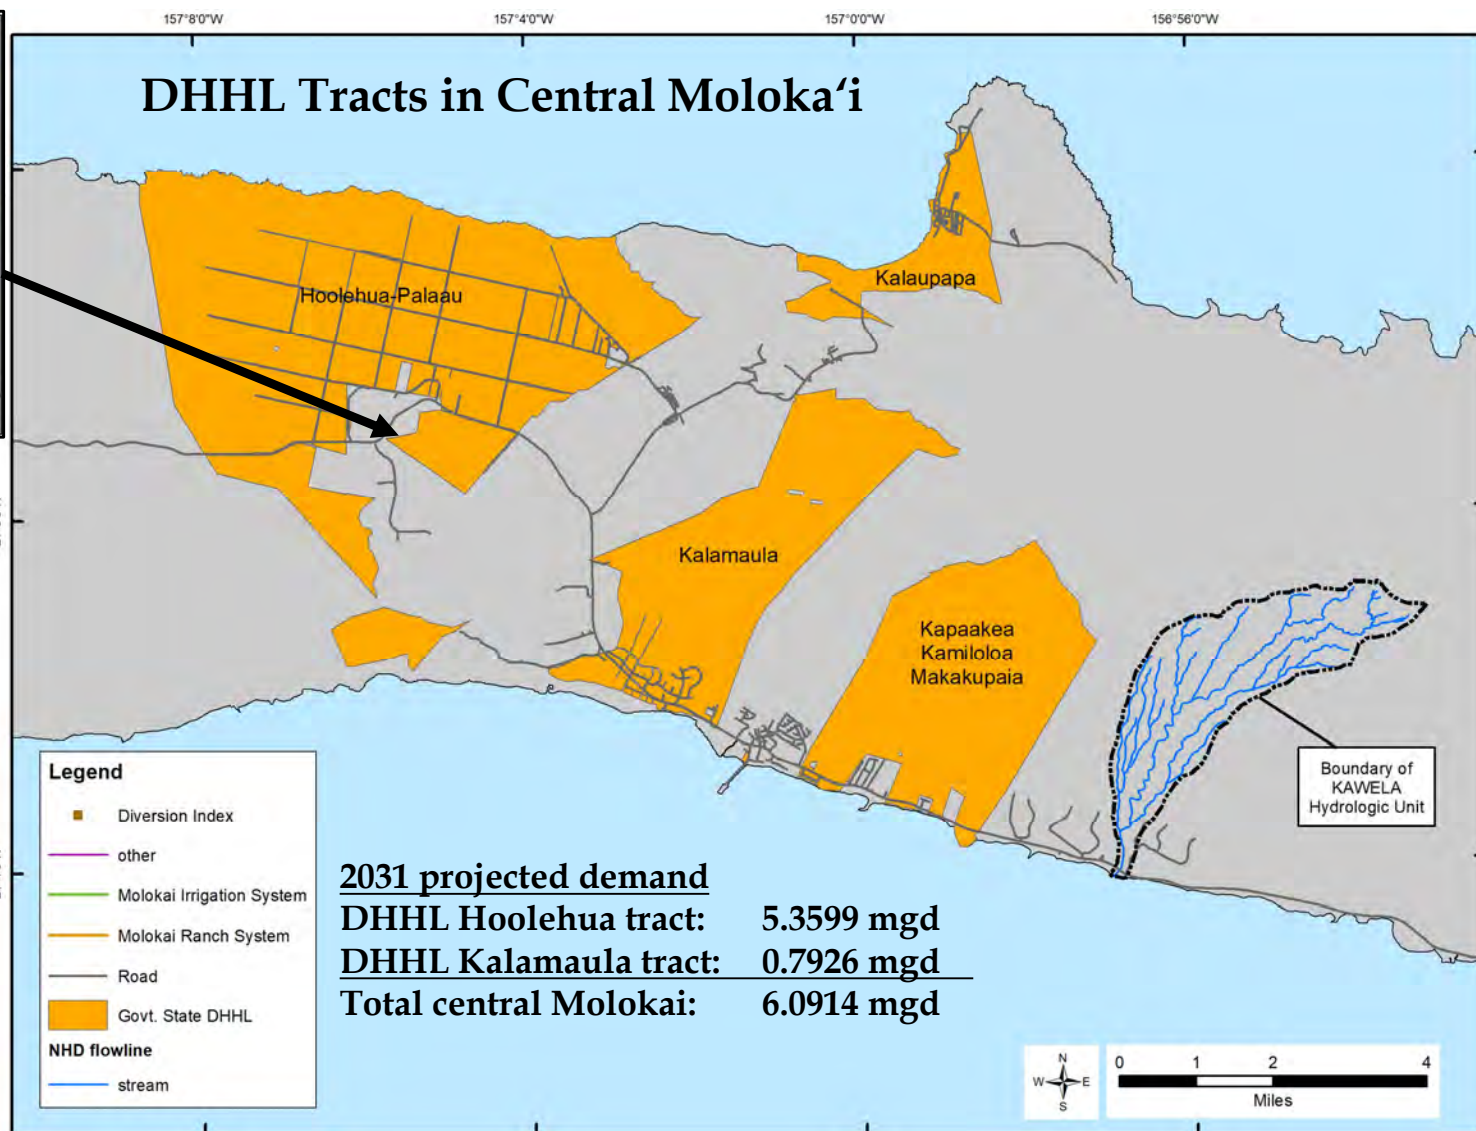 157°8'0"W
157°4'0"W
157°0'0"W
156°56'0"W
DHHL Tracts in Central Moloka‘i
Hoolehua-Palaau
Kalaupapa
Kalamaula
Kapaakea
Kamiloloa
Makakupaia
Boundary of
KAWELA
Hydrologic Unit
Legend
Diversion Index
other
Molokai Irrigation System
Molokai Ranch System
Road
Govt. State DHHL
NHD flowline
stream
2031 projected demand
DHHL Hoolehua tract: 5.3599 mgd
DHHL Kalamaula tract: 0.7926 mgd
Total central Molokai: 6.0914 mgd
N
W E
S
0 1 2 4
Miles